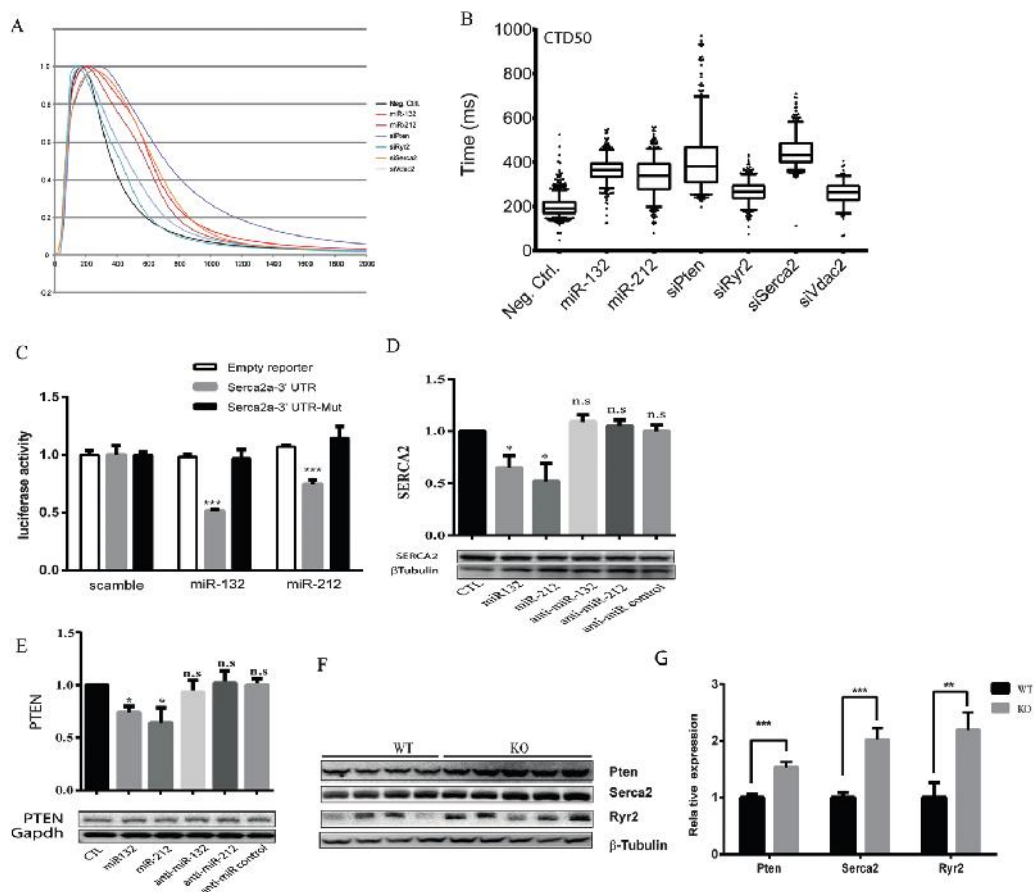 A
1.0
0.8
0.6
0.4
0.2
0
0.2
0 200 400 600 800 1000 1200 1400 1600 1800 2000
Neg. Ctrl.
miR-132
miR-212
siPten
siRyr2
siSerca2
siVdac2
B
CTD50
Time (ms)
1000
800
600
400
200
0
Neg. Ctrl.
miR-132
miR-212
siPten
siRyr2
siSerca2
siVdac2
C
Empty reporter
Serca2a-3' UTR
Serca2a-3' UTR-Mut
luciferase activity
1.5
1.0
0.5
0.0
***
***
scamble miR-132 miR-212
D
SERCA2
1.5
1.0
0.5
0.0
* * n.s n.s n.s
SERCA2
βTubulin
CTL
miR132
miR-212
anti-miR-132
anti-miR-212
anti-miR control
E
PTEN
1.5
1.0
0.5
0.0
* * n.s n.s n.s
PTEN
Gapdh
CTL
miR132
miR-212
anti-miR-132
anti-miR-212
anti-miR control
F
WT KO
Pten
Serca2
Ryr2
β-Tubulin
G
Relative expression
3
2
1
0
*** *** **
WT
KO
Pten Serca2 Ryr2